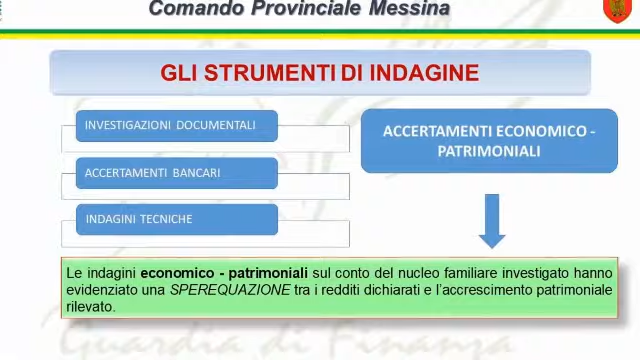 Comando Provinciale Messina
GLI STRUMENTI DI INDAGINE
INVESTIGAZIONI DOCUMENTALI
ACCERTAMENTI BANCARI
INDAGINI TECNICHE
ACCERTAMENTI ECONOMICO -
PATRIMONIALI
Le indagini economico - patrimoniali sul conto del nucleo familiare investigato hanno
evidenziato una SPEREQUAZIONE tra i redditi dichiarati e l'accrescimento patrimoniale
rilevato.
Guardia di Finanza